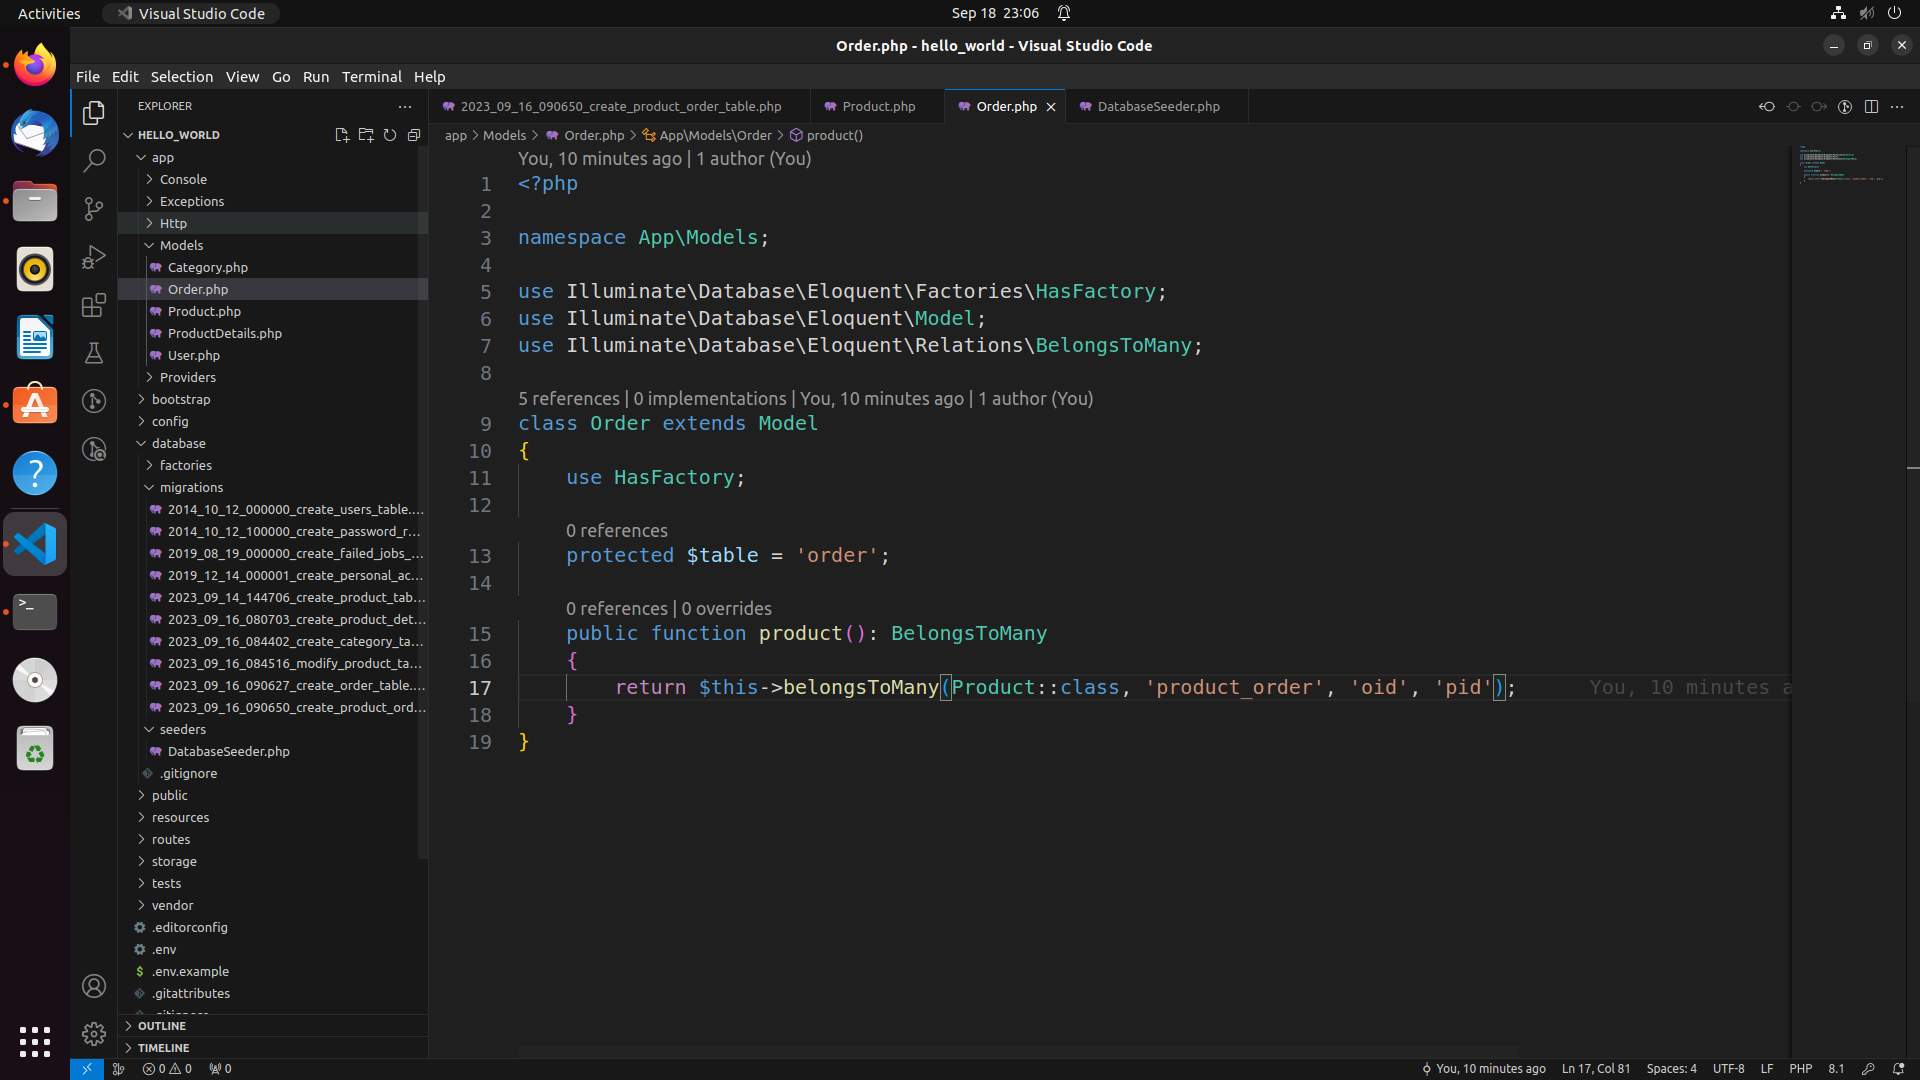 Activities
Visual Studio Code
Sep 18 23:06
Order.php - hello_world - Visual Studio Code
File Edit Selection View Go Run Terminal Help
EXPLORER
2023_09_16_090650_create_product_order_table.php
Product.php
Order.php
DatabaseSeeder.php
HELLO_WORLD
app > Models > Order.php > App\Models\Order > product()
app
Console
Exceptions
Http
Models
Category.php
Order.php
Product.php
ProductDetails.php
User.php
Providers
bootstrap
config
database
factories
migrations
2014_10_12_000000_create_users_table....
2014_10_12_100000_create_password_r...
2019_08_19_000000_create_failed_jobs_...
2019_12_14_000001_create_personal_ac...
2023_09_14_144706_create_product_tab...
2023_09_16_080703_create_product_det...
2023_09_16_084402_create_category_ta...
2023_09_16_084516_modify_product_ta...
2023_09_16_090627_create_order_table....
2023_09_16_090650_create_product_ord...
seeders
DatabaseSeeder.php
.gitignore
public
resources
routes
storage
tests
vendor
.editorconfig
.env
.env.example
.gitattributes
OUTLINE
TIMELINE
You, 10 minutes ago | 1 author (You)
1 <?php
2
3 namespace App\Models;
4
5 use Illuminate\Database\Eloquent\Factories\HasFactory;
6 use Illuminate\Database\Eloquent\Model;
7 use Illuminate\Database\Eloquent\Relations\BelongsToMany;
8
5 references | 0 implementations | You, 10 minutes ago | 1 author (You)
9 class Order extends Model
10 {
11 use HasFactory;
12
0 references
13 protected $table = 'order';
14
0 references | 0 overrides
15 public function product(): BelongsToMany
16 {
17 return $this->belongsToMany(Product::class, 'product_order', 'oid', 'pid'); You, 10 minutes a
18 }
19 }
0 0 0
You, 10 minutes ago
Ln 17, Col 81
Spaces: 4
UTF-8
LF
PHP
8.1